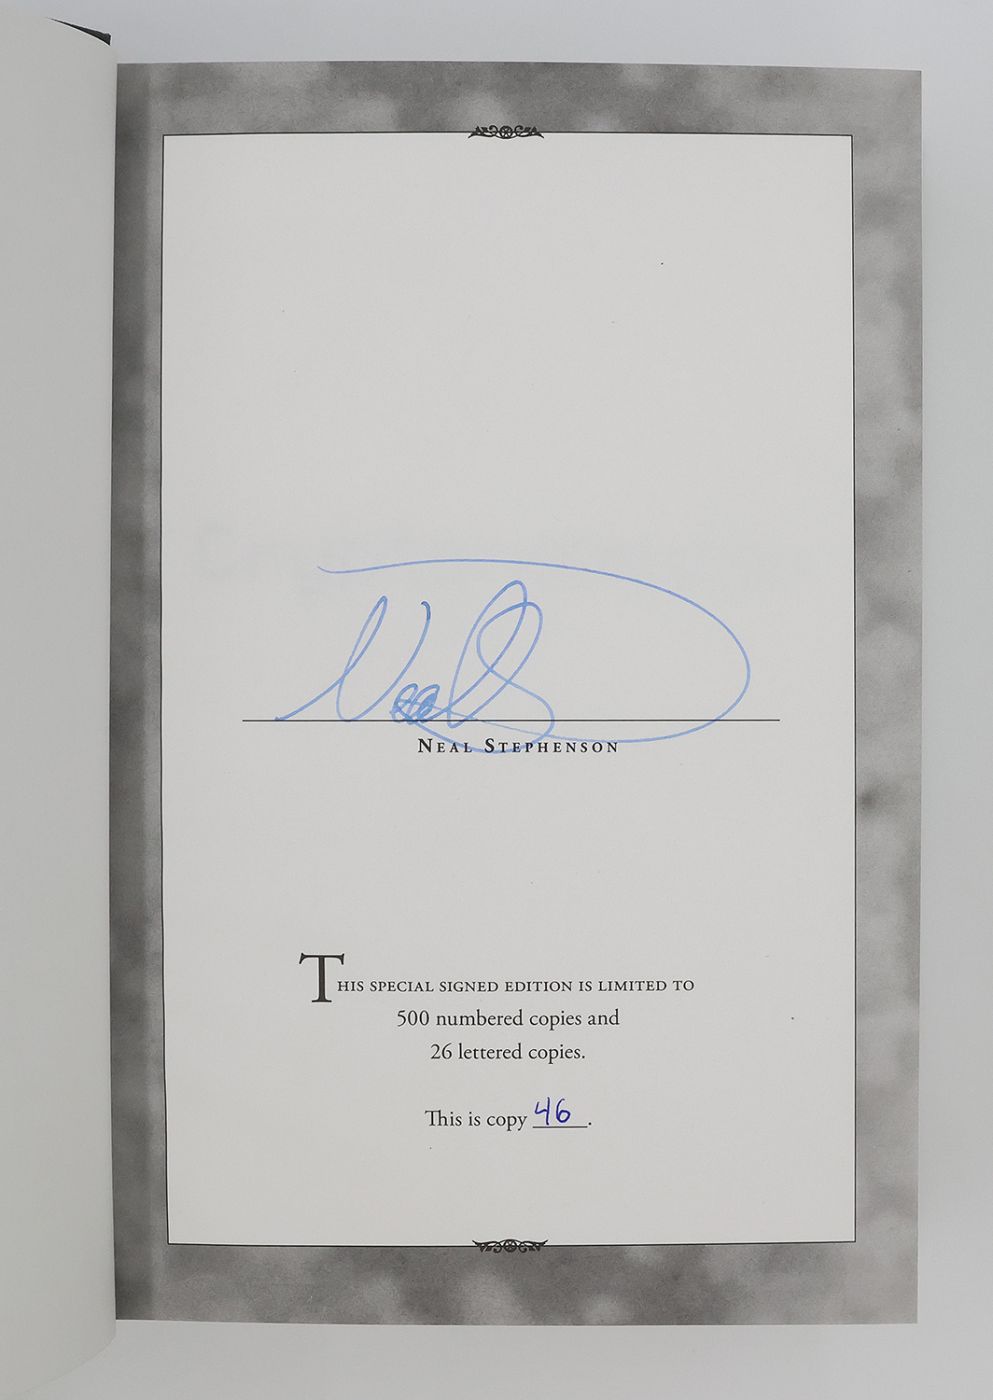 Neal
NEAL STEPHENSON
THIS SPECIAL SIGNED EDITION IS LIMITED TO
500 numbered copies and
26 lettered copies.
This is copy 46.